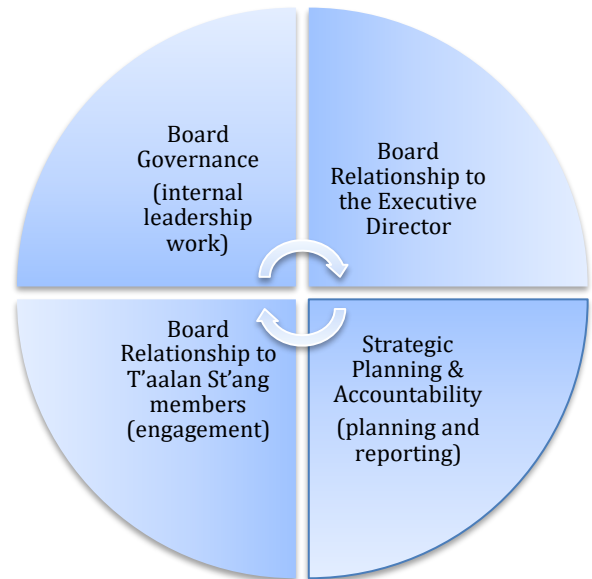 Board
Governance
(internal
leadership
work)
Board
Relationship to
the Executive
Director
Board
Relationship to
T’aalan St’ang
members
(engagement)
Strategic
Planning &
Accountability
(planning and
reporting)